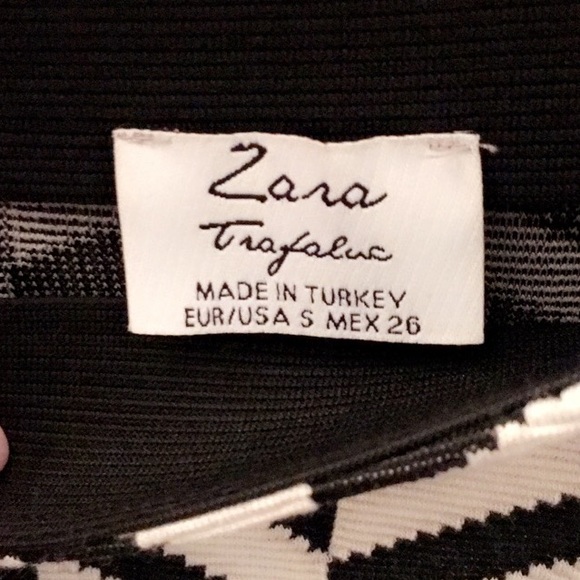 Zara
Trafaluc
MADE IN TURKEY
EUR/USA S MEX 26